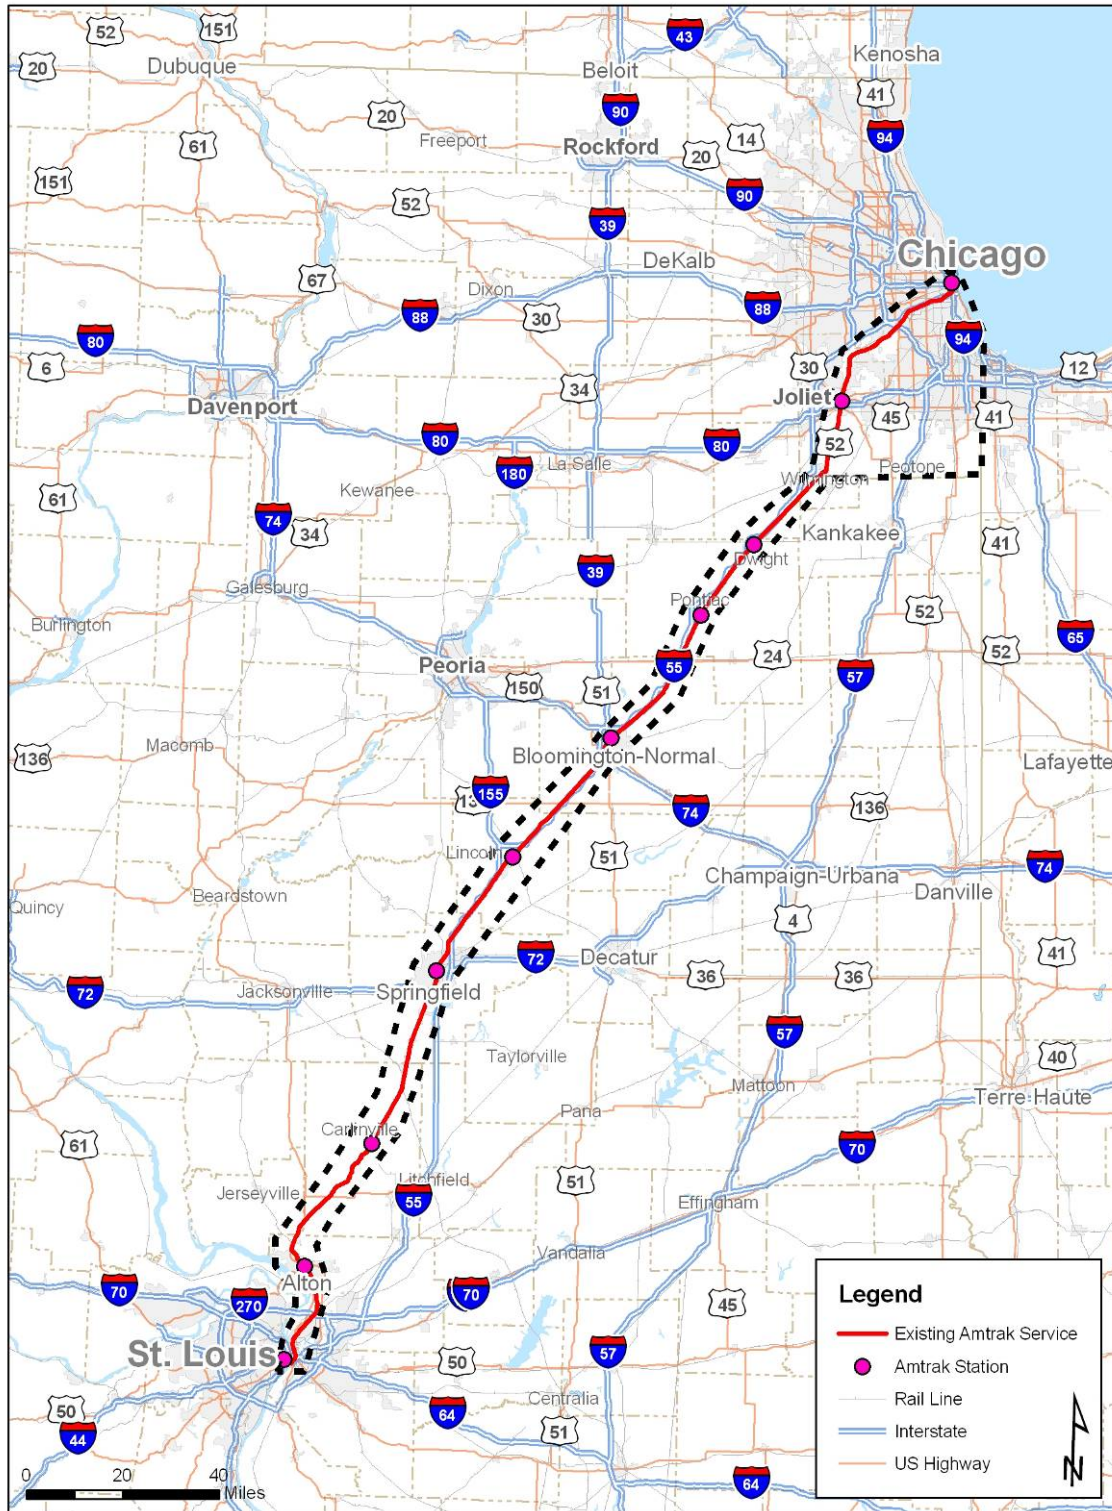 52
151
43
Kenosha
Dubuque
20
Beloit
41
90
20
14
94
61
Freeport
Rockford
20
151
90
52
39
Chicago
DeKalb
67
Dixon
88
30
88
94
80
6
30
12
34
Joliet
Davenport
45
41
80
80
52
La Salle
180
Wilmington
Peotone
Kewanee
61
74
34
Kankakee
41
39
Dwight
Galesburg
Pontiac
52
Burlington
65
52
Peoria
55
24
57
150
51
Macomb
136
Bloomington-Normal
Lafayette
155
13
74
136
Lincoln
51
74
Champaign-Urbana
Beardstown
Danville
Quincy
4
72
Decatur
41
36
36
72
Jacksonville
Springfield
57
Taylorville
40
Mattoon
Terre Haute
Pana
Carlinville
61
70
Litchfield
51
Jerseyville
55
Effingham
Vandalia
Alton
70
70
270
45
St. Louis
50
57
Centralia
50
64
51
44
64
0 20 40
Miles
Legend
Existing Amtrak Service
Amtrak Station
Rail Line
Interstate
US Highway
N